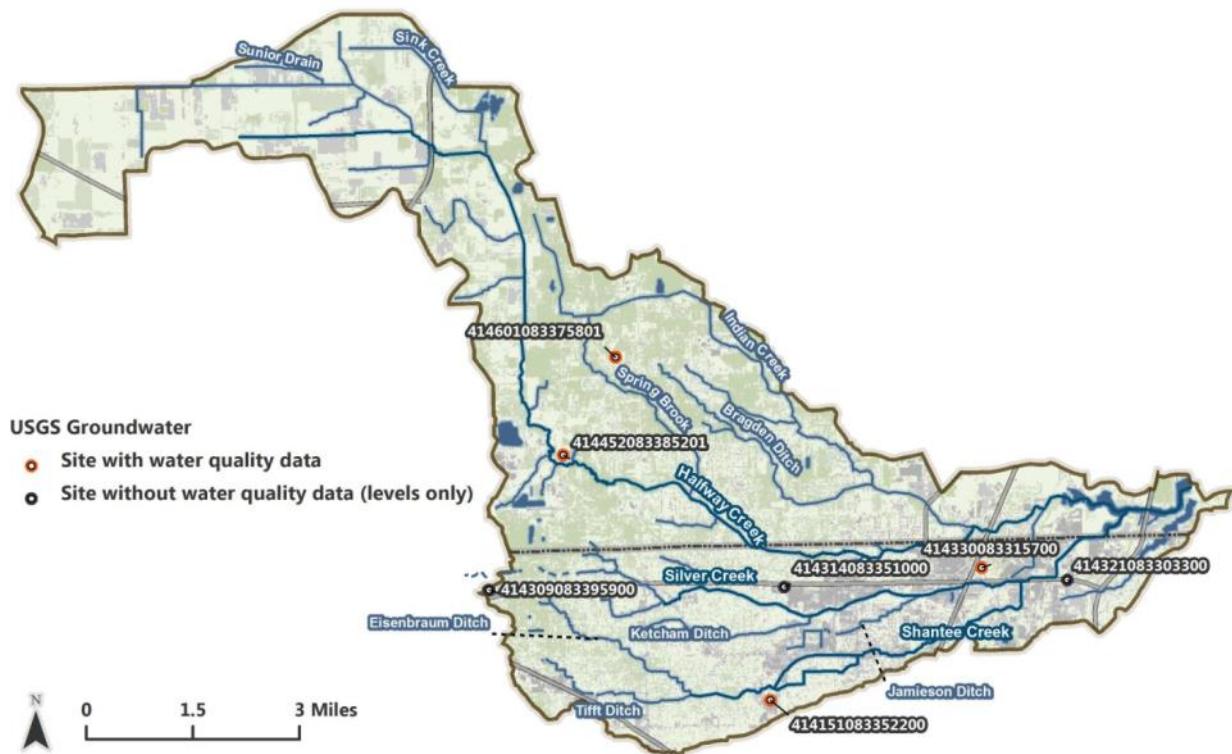 Sunior Drain
Sink Creek
Indian Creek
414601083375801
Spring Brook
Bragden Ditch
USGS Groundwater
Site with water quality data
Site without water quality data (levels only)
414452083385201
Halfway Creek
414330083315700
414314083351000
414321083303300
Silver Creek
414309083395900
Eisenbraum Ditch
Ketcham Ditch
Shantee Creek
Jamieson Ditch
Tifft Ditch
414151083352200
N
0 1.5 3 Miles